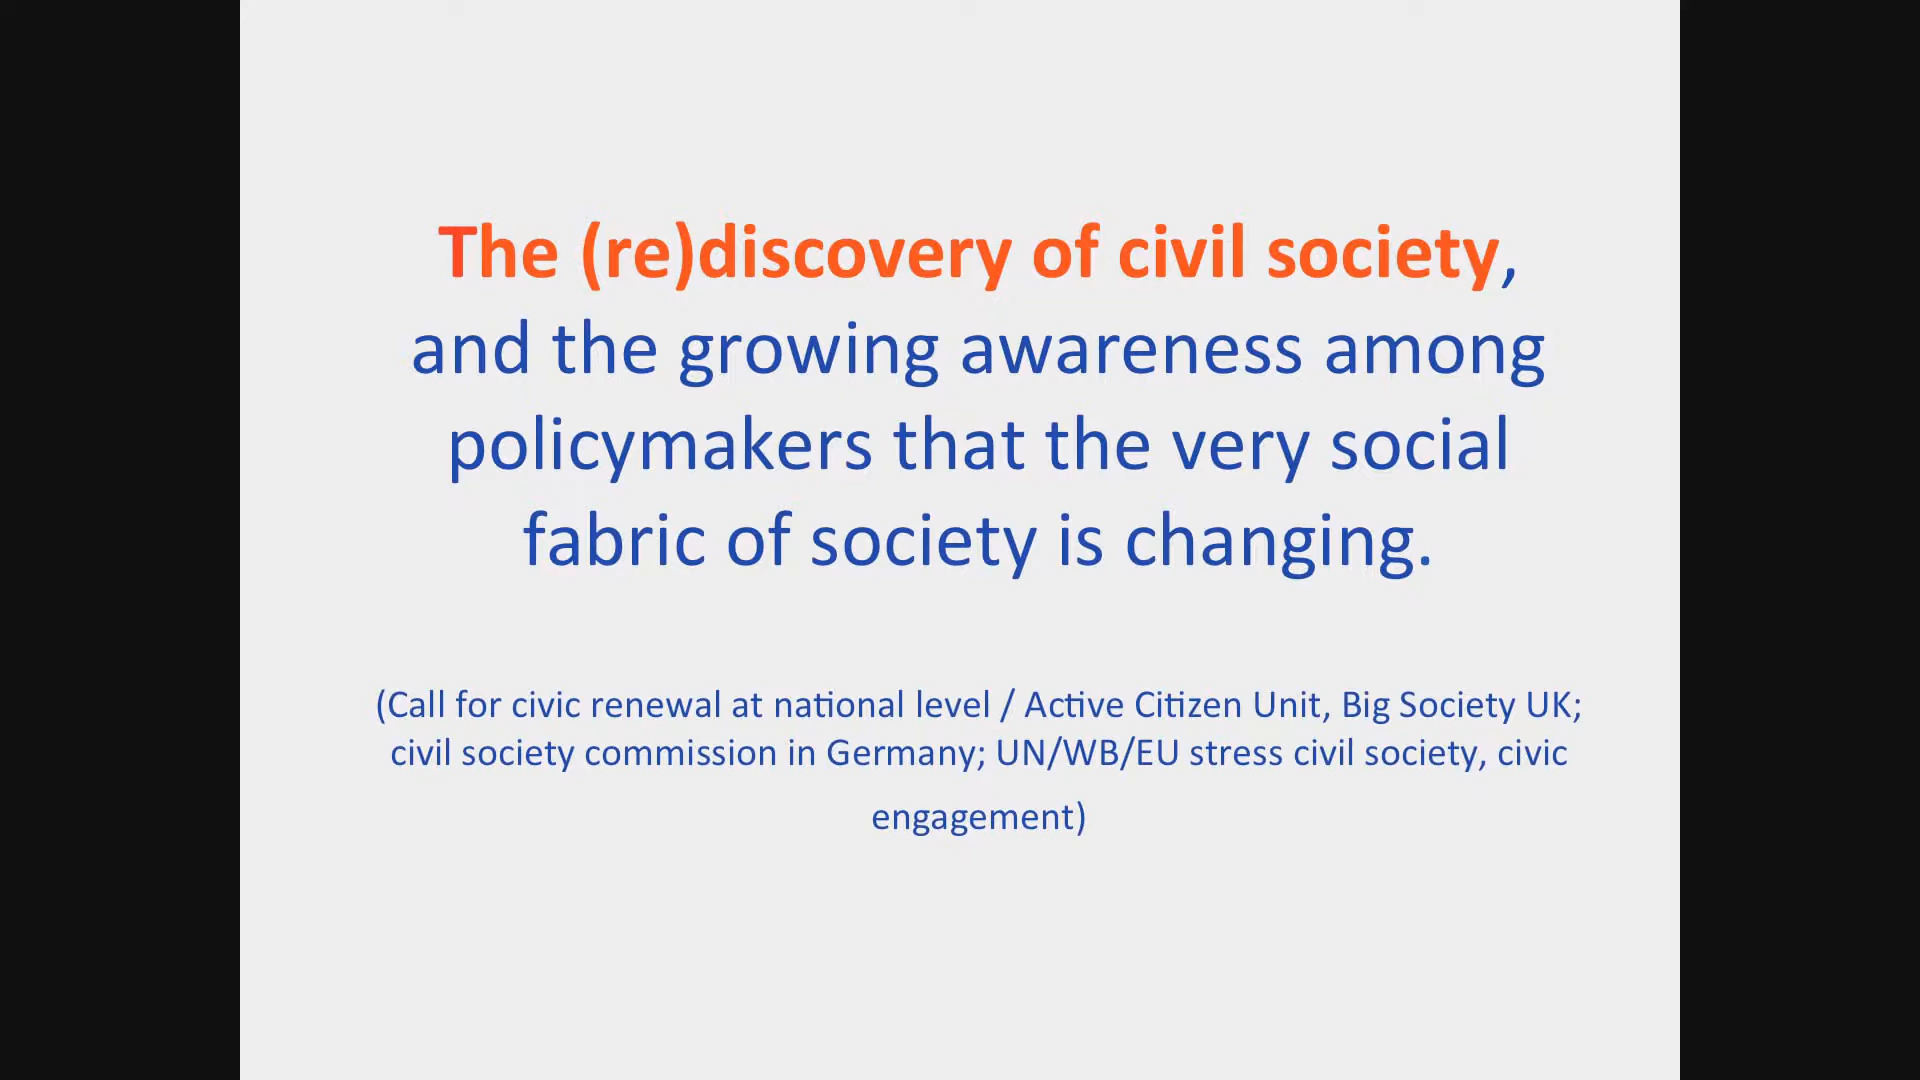 The (re)discovery of civil society,
and the growing awareness among
policymakers that the very social
fabric of society is changing.
(Call for civic renewal at national level / Active Citizen Unit, Big Society UK;
civil society commission in Germany; UN/WB/EU stress civil society, civic
engagement)